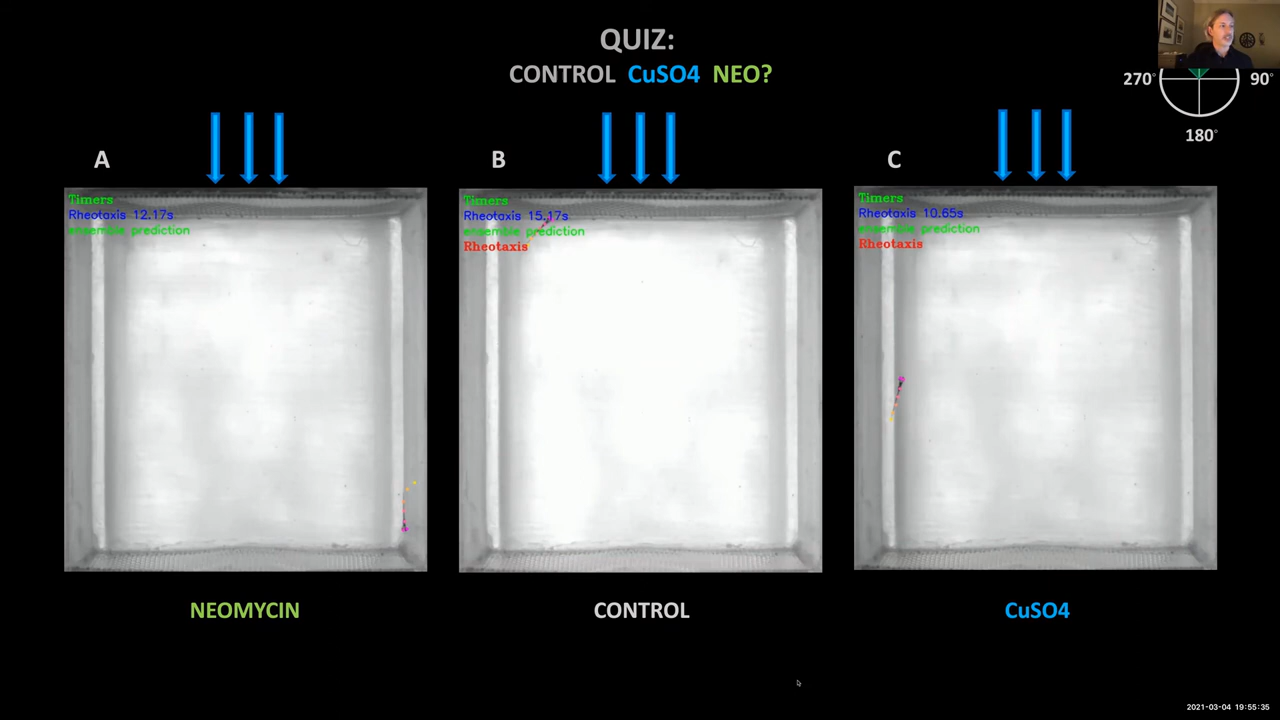 QUIZ:
CONTROL CuSO4 NEO?
270° 90°
180°
A B C
Timers
Rheotaxis 12.17s
ensemble prediction
Timers
Rheotaxis 15.17s
ensemble prediction
Rheotaxis
Timers
Rheotaxis 10.65s
ensemble prediction
Rheotaxis
NEOMYCIN CONTROL CuSO4
2021-03-04 19:55:35